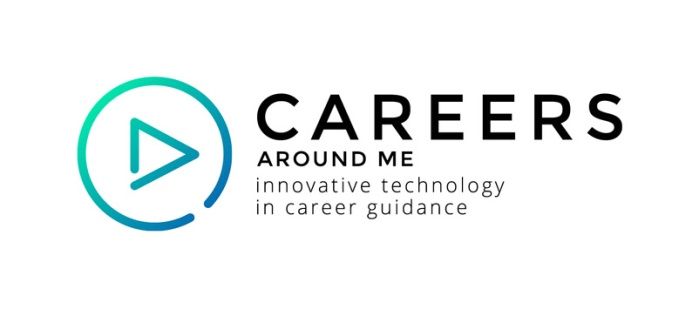 CAREERS
AROUND ME
innovative technology
in career guidance